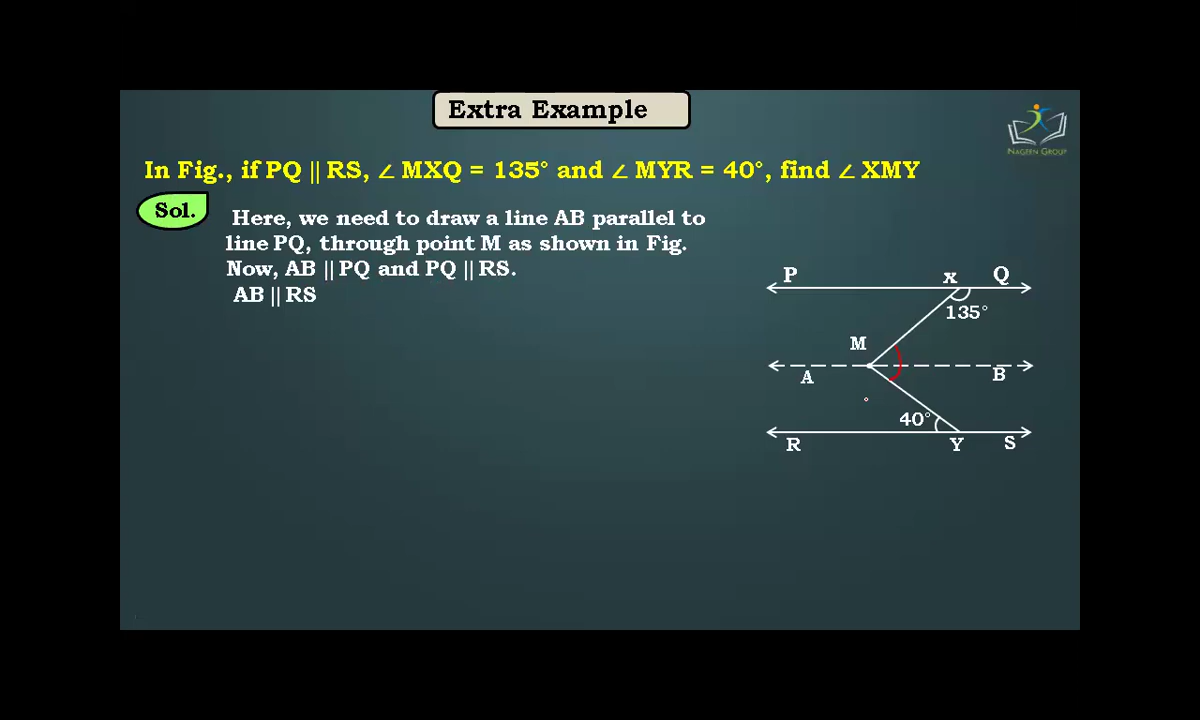 Extra Example
NAGEEN GROUP
In Fig., if PQ || RS, ∠ MXQ = 135° and ∠ MYR = 40°, find ∠ XMY
Sol.
Here, we need to draw a line AB parallel to
line PQ, through point M as shown in Fig.
Now, AB || PQ and PQ || RS.
AB || RS
P X Q
135°
M
A B
40°
R Y S